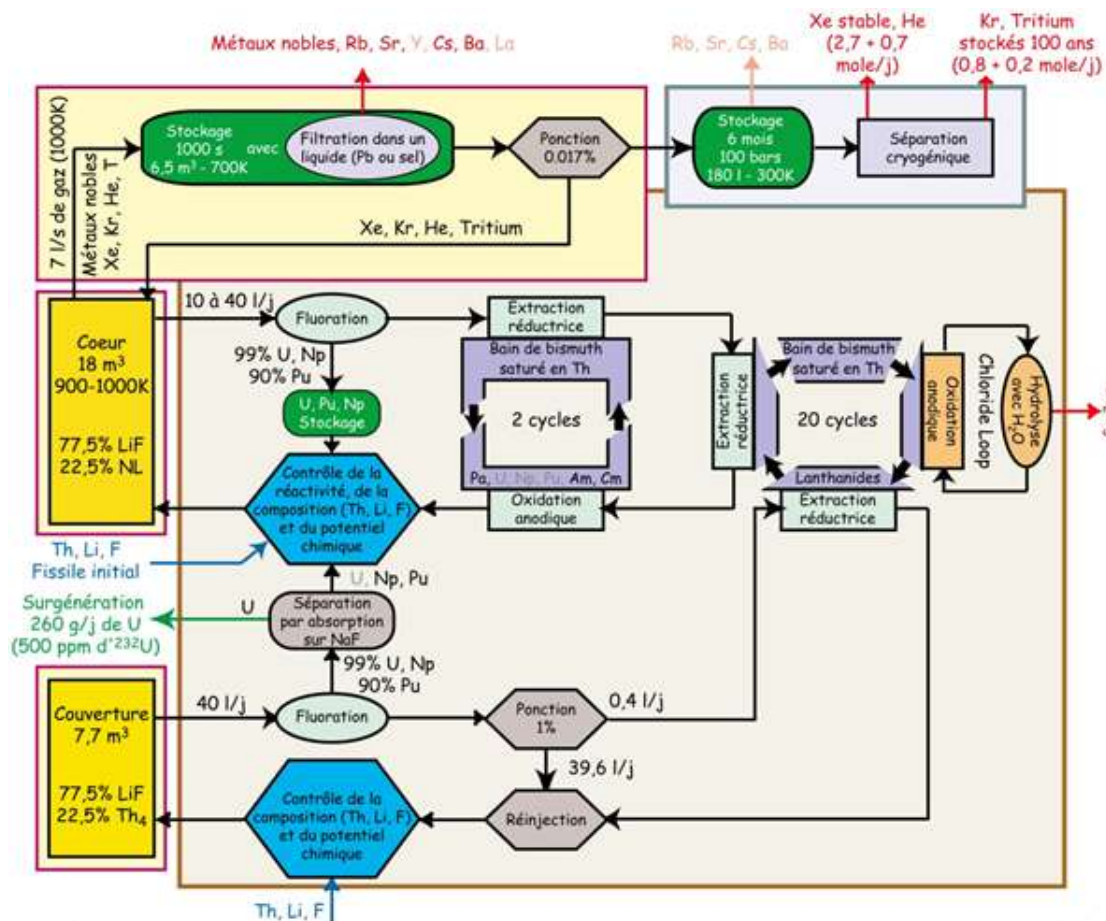 Métaux nobles, Rb, Sr, Y, Cs, Ba, La
Rb, Sr, Cs, Ba
Xe stable, He
(2,7 + 0,7
mole/j)
Kr, Tritium
stockés 100 ans
(0,8 + 0,2 mole/j)
7 l/s de gaz (1000K)
Métaux nobles
Xe, Kr, He, T
Stockage
1000 s
6,5 m³ - 700K
avec
Filtration dans un
liquide (Pb ou sel)
Ponction
0.017%
Stockage
6 mois
100 bars
180 l - 300K
Séparation
cryogénique
Xe, Kr, He, Tritium
Coeur
18 m³
900-1000K
77,5% LiF
22,5% NL
10 à 40 l/j
Fluoration
99% U, Np
90% Pu
U, Pu, Np
Stockage
Contrôle de la
réactivité, de la
composition (Th, Li, F)
et du potentiel
chimique
Extraction
réductrice
Bain de bismuth
saturé en Th
2 cycles
Pa, U, Np, Pu, Am, Cm
Oxidation
anodique
Extraction
réductrice
Bain de bismuth
saturé en Th
20 cycles
Lanthanides
Extraction
réductrice
Oxidation
anodique
Chloride Loop
Hydrolyse
avec H₂O
Th, Li, F
Fissile initial
U, Np, Pu
Surgénération
260 g/j de U
(500 ppm d'²³²U)
U
Séparation
par absorption
sur NaF
99% U, Np
90% Pu
Couverture
7,7 m³
77,5% LiF
22,5% Th₄
40 l/j
Fluoration
Ponction
1%
0,4 l/j
39,6 l/j
Contrôle de la
composition (Th, Li, F)
et du potentiel
chimique
Réinjection
Th, Li, F